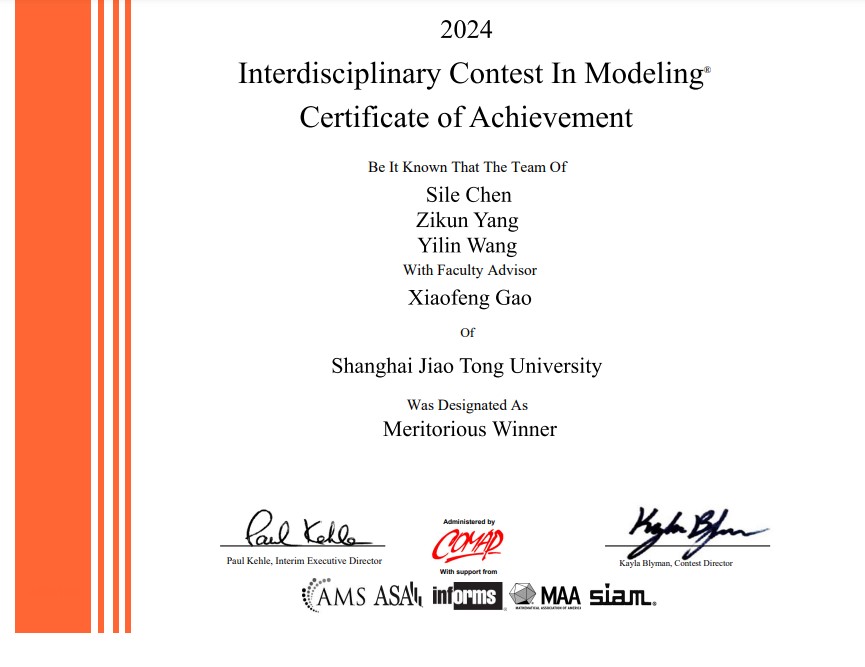 2024
Interdisciplinary Contest In Modeling®
Certificate of Achievement
Be It Known That The Team Of
Sile Chen
Zikun Yang
Yilin Wang
With Faculty Advisor
Xiaofeng Gao
Of
Shanghai Jiao Tong University
Was Designated As
Meritorious Winner
Paul Kehle
Kayla Blyman
Paul Kehle, Interim Executive Director
Administered by
COMAP
With support from
Kayla Blyman, Contest Director
AMS ASA informs MAA siam.
MATHEMATICAL ASSOCIATION OF AMERICA